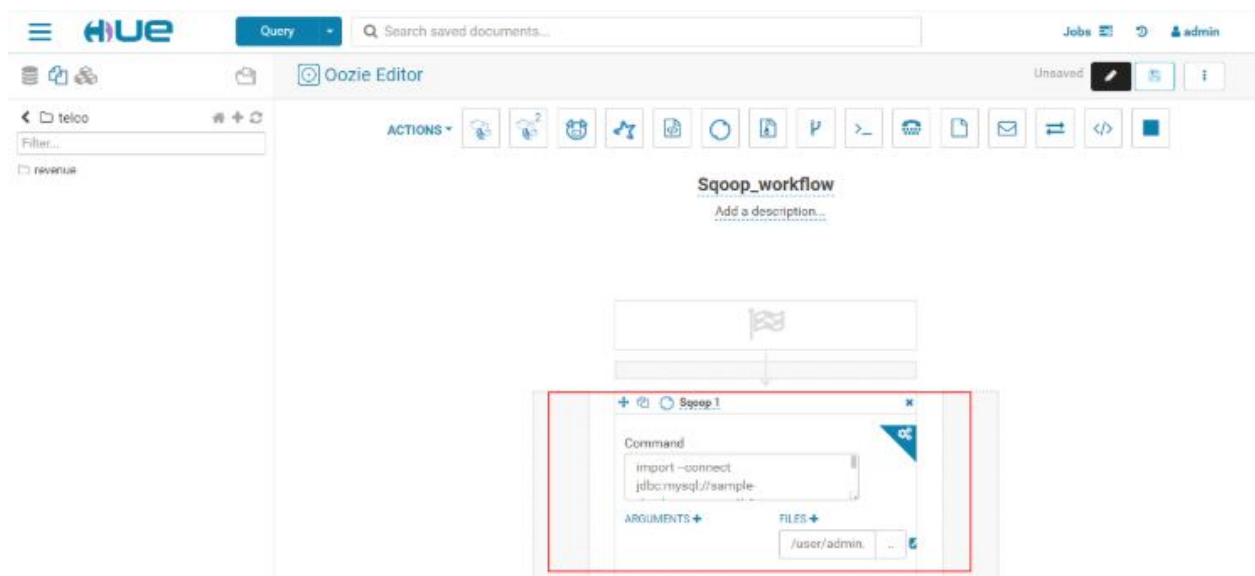 HUE Query Search saved documents... Jobs admin
Oozie Editor Unsaved
telco
ACTIONS 2
Filter...
revenue
Sqoop_workflow
Add a description...
Sqoop 1
Command
import --connect
jdbc:mysql://sample-
ARGUMENTS + FILES +
/user/admin. ..